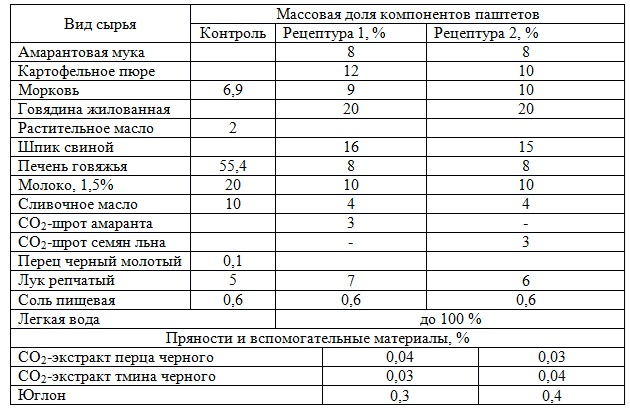 Вид сырья Массовая доля компонентов паштетов
Контроль Рецептура 1, % Рецептура 2, %
Амарантовая мука 8 8
Картофельное пюре 12 10
Морковь 6,9 9 10
Говядина жилованная 20 20
Растительное масло 2
Шпик свиной 16 15
Печень говяжья 55,4 8 8
Молоко, 1,5% 20 10 10
Сливочное масло 10 4 4
СО2-шрот амаранта 3 -
СО2-шрот семян льна - 3
Перец черный молотый 0,1
Лук репчатый 5 7 6
Соль пищевая 0,6 0,6 0,6
Легкая вода до 100 %
Пряности и вспомогательные материалы, %
СО2-экстракт перца черного 0,04 0,03
СО2-экстракт тмина черного 0,03 0,04
Юглон 0,3 0,4